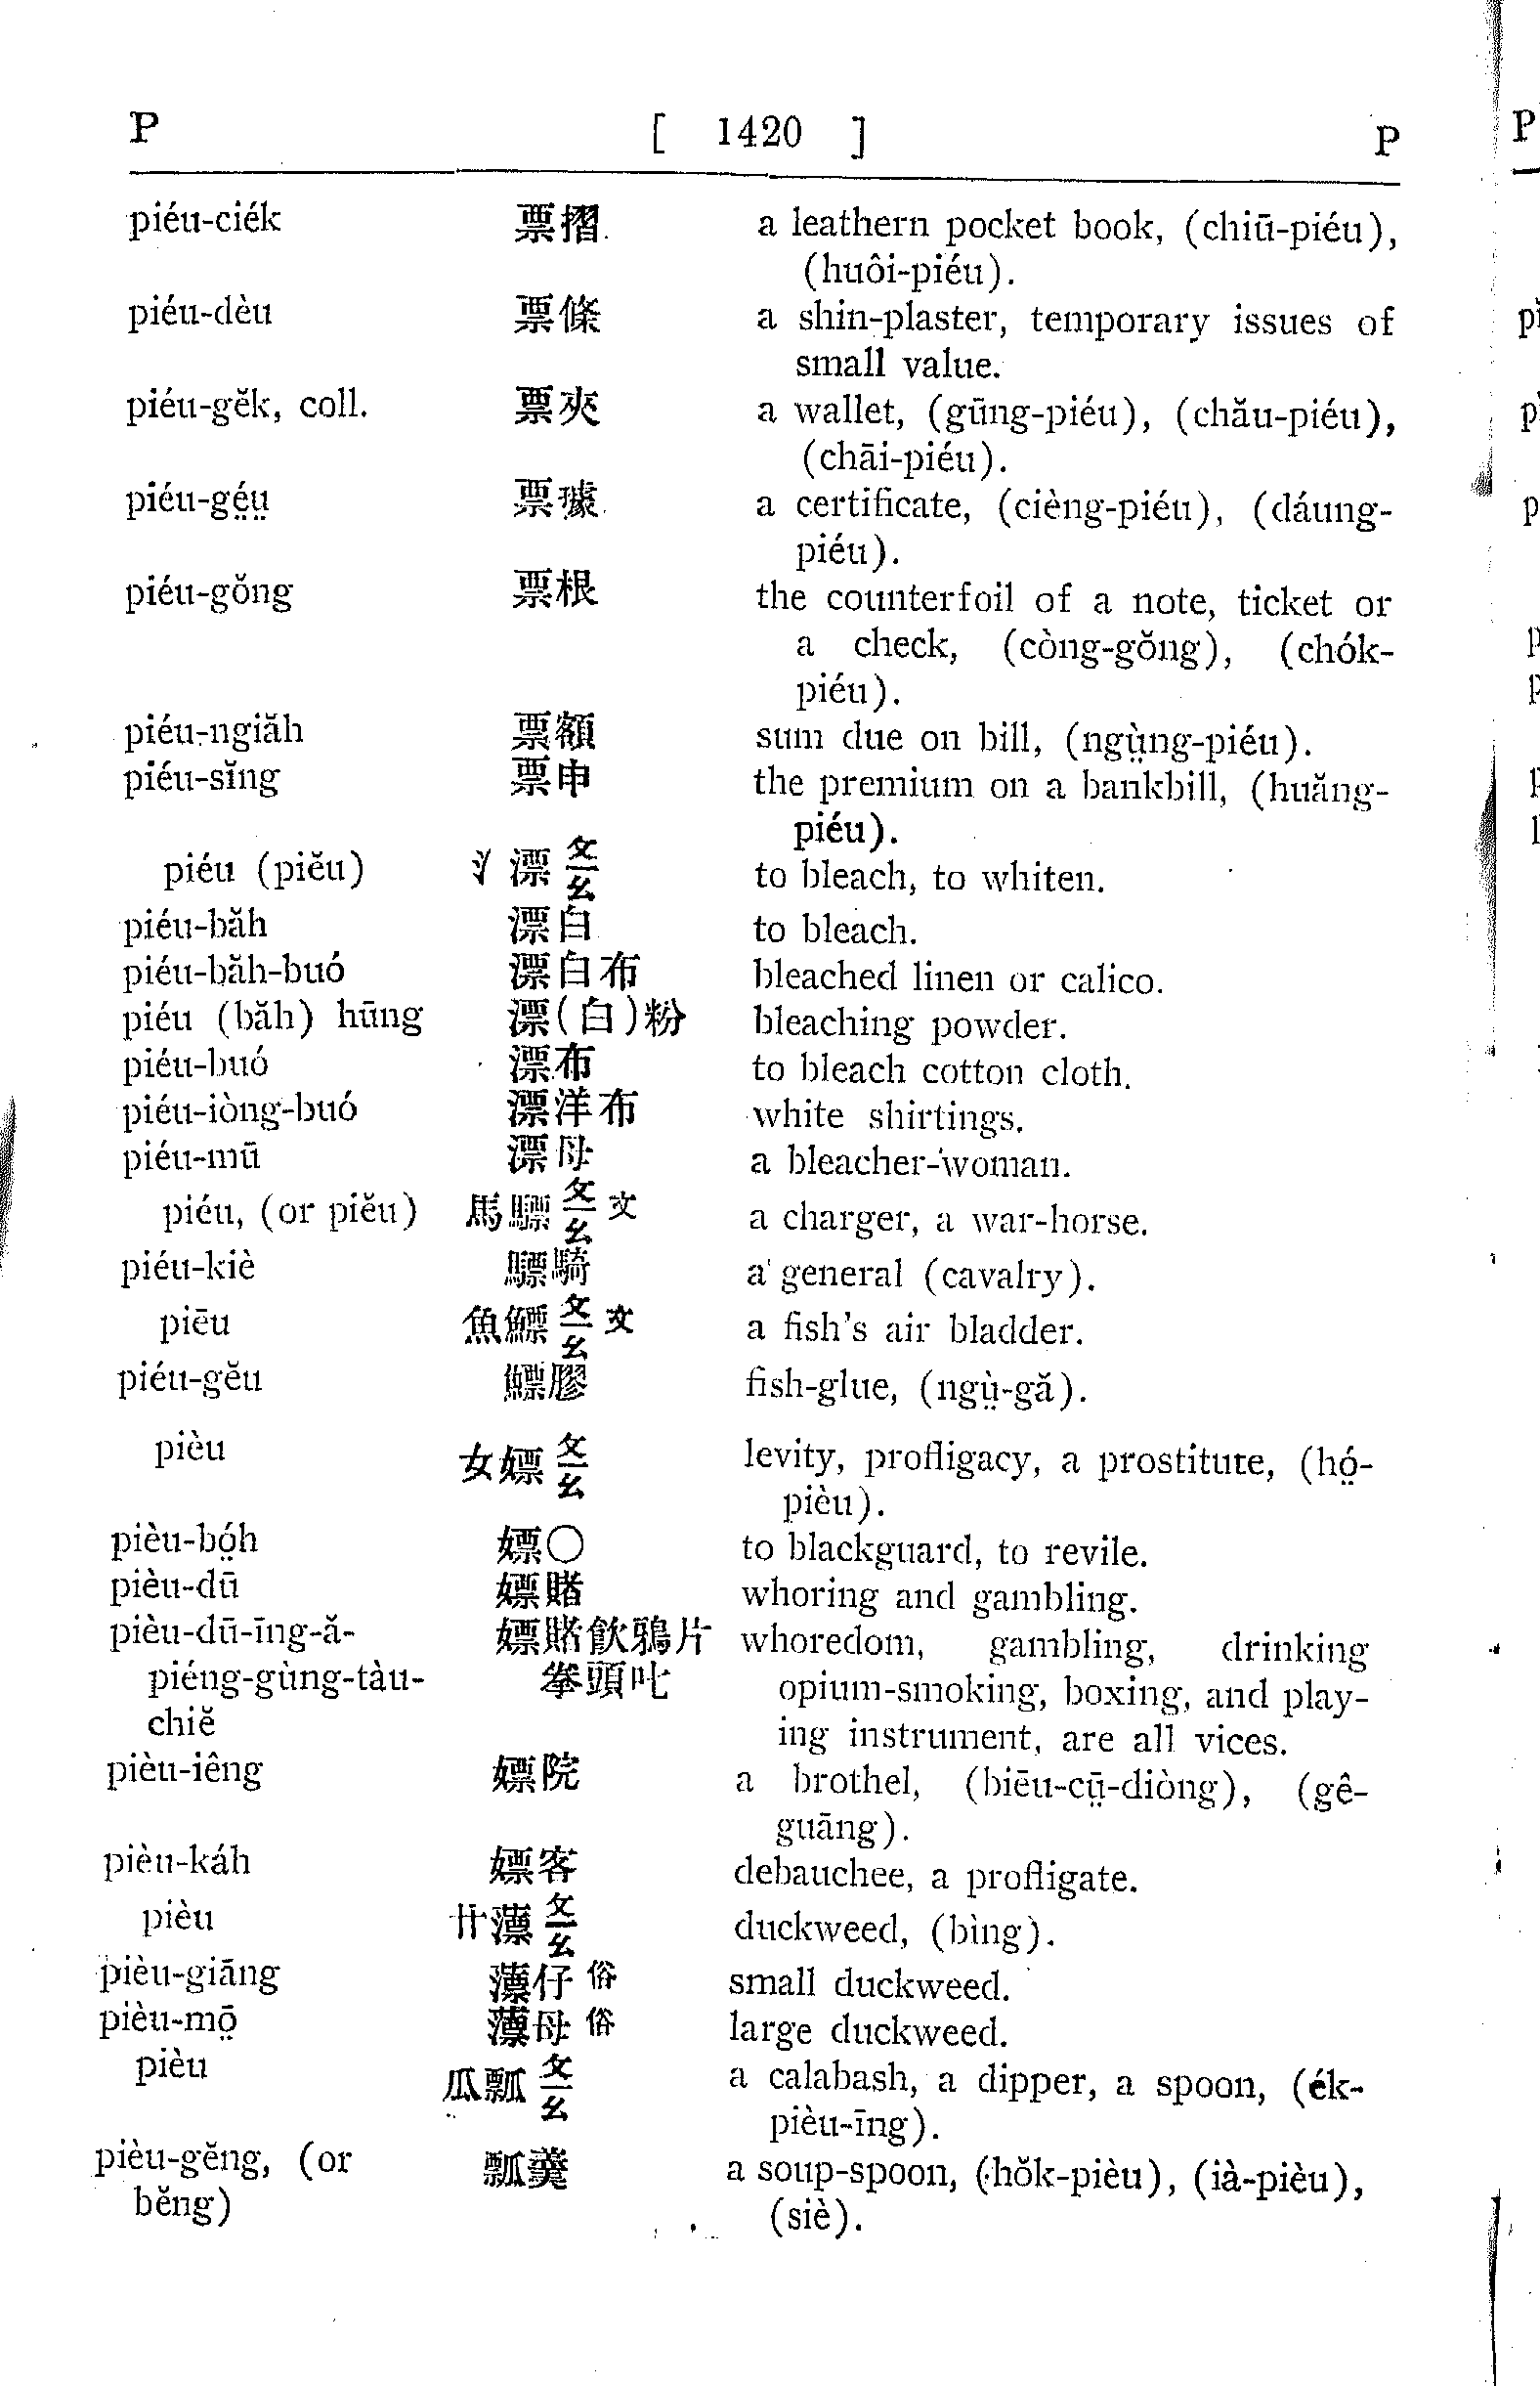 P [ 1420 ] P
piéu-ciék 票摺 a leathern pocket book, (chiū-piéu),
(huôi-piéu).
piéu-dèu 票條 a shin-plaster, temporary issues of
small value.
piéu-gĕk, coll. 票夾 a wallet, (gūng-piéu), (chău-piéu),
(chāi-piéu).
piéu-gé̤ṳ 票據 a certificate, (cièng-piéu), (dáung-
piéu).
piéu-gŏng 票根 the counterfoil of a note, ticket or
a check, (còng-gŏng), (chók-
piéu).
piéu-ngiăh 票額 sum due on bill, (ngṳ̀ng-piéu).
piéu-sĭng 票申 the premium on a bankbill, (huăng-
piéu).
piéu (piĕu) 氵漂 ㄆㄧㄠ to bleach, to whiten.
piéu-băh 漂白 to bleach.
piéu-băh-buó 漂白布 bleached linen or calico.
piéu (băh) hūng 漂(白)粉 bleaching powder.
piéu-buó 漂布 to bleach cotton cloth.
piéu-iòng-buó 漂洋布 white shirtings.
piéu-mū 漂母 a bleacher-woman.
piéu, (or piĕu) 馬驃 ㄆㄧㄠ 文 a charger, a war-horse.
piéu-kiè 驃騎 a general (cavalry).
piēu 魚鰾 ㄆㄧㄠ 文 a fish's air bladder.
piéu-gĕu 鰾膠 fish-glue, (ngṳ̀-gă).
pièu 女嫖 ㄆㄧㄠ levity, profligacy, a prostitute, (hó̤-
pièu).
pièu-bó̤h 嫖〇 to blackguard, to revile.
pièu-dū 嫖賭 whoring and gambling.
pièu-dū-īng-ă- 嫖賭飲鴉片 whoredom, gambling, drinking
piéng-gùng-tàu- 拳頭叱 opium-smoking, boxing, and play-
chiĕ ing instrument, are all vices.
pièu-iêng 嫖院 a brothel, (biēu-cṳ̄-diòng), (gê-
guāng).
pièu-káh 嫖客 debauchee, a profligate.
pièu 廾薸 ㄆㄧㄠ duckweed, (bìng).
pièu-giāng 薸仔 俗 small duckweed.
pièu-mō̤ 薸母 俗 large duckweed.
pièu 瓜瓢 ㄆㄧㄠ a calabash, a dipper, a spoon, (ék-
pièu-īng).
pièu-gĕng, (or 瓢羹 a soup-spoon, (hŏk-pièu), (ià-pièu),
bĕng) (siè).